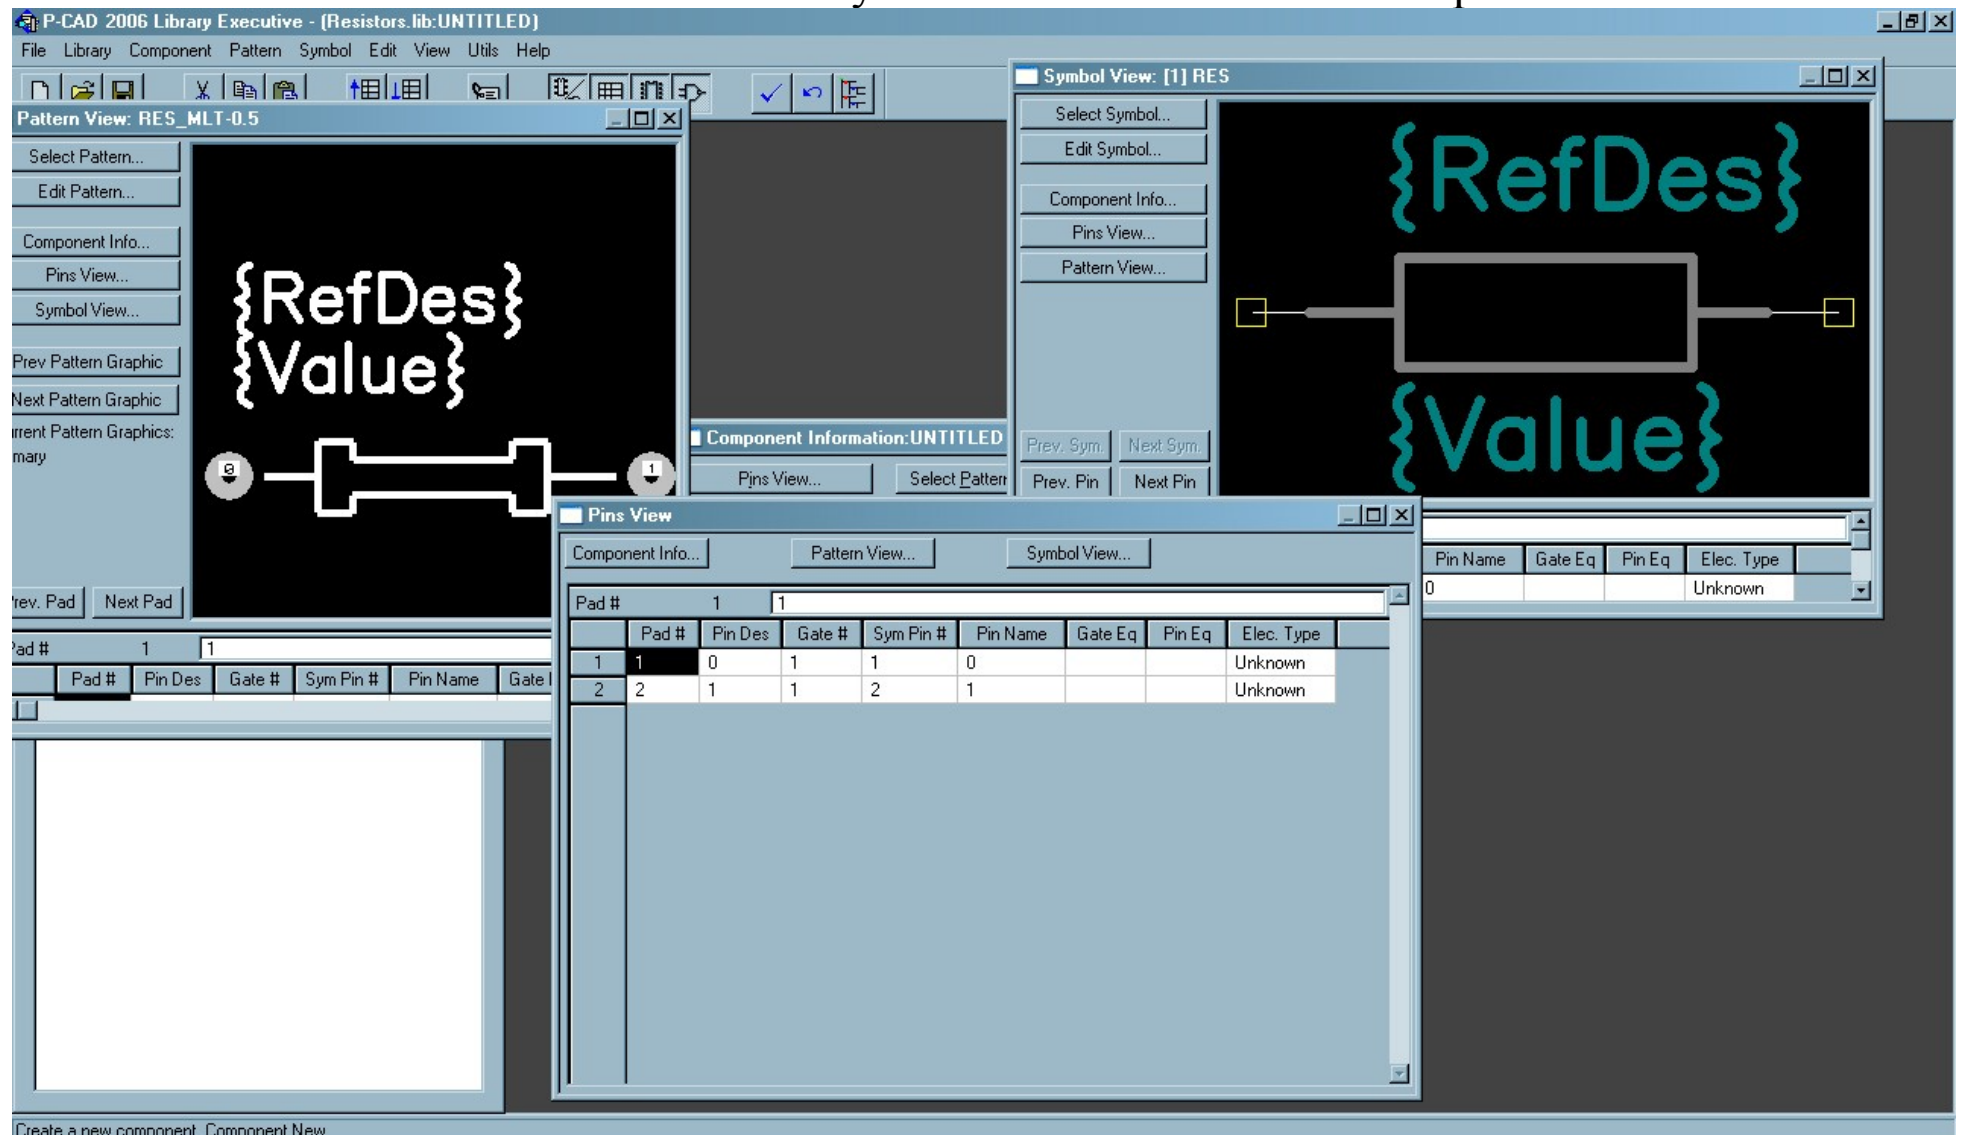 P-CAD 2006 Library Executive - (Resistors.lib:UNTITLED)
File Library Component Pattern Symbol Edit View Utils Help
Pattern View: RES_MLT-0.5
Select Pattern...
Edit Pattern...
Component Info...
Pins View...
Symbol View...
Prev Pattern Graphic
Next Pattern Graphic
rrent Pattern Graphics:
mary
rev. Pad Next Pad
{RefDes}
{Value}
0 1
Pad # 1 1
Pad # Pin Des Gate # Sym Pin # Pin Name Gate
Component Information:UNTITLED
Pins View... Select Patter
Symbol View: [1] RES
Select Symbol...
Edit Symbol...
Component Info...
Pins View...
Pattern View...
Prev. Sym. Next Sym.
Prev. Pin Next Pin
{RefDes}
{Value}
Pin Name Gate Eq Pin Eq Elec. Type
0 Unknown
Pins View
Component Info... Pattern View... Symbol View...
Pad # 1 1
Pad # Pin Des Gate # Sym Pin # Pin Name Gate Eq Pin Eq Elec. Type
1 1 0 1 1 0 Unknown
2 2 1 1 2 1 Unknown
Create a new component Component New